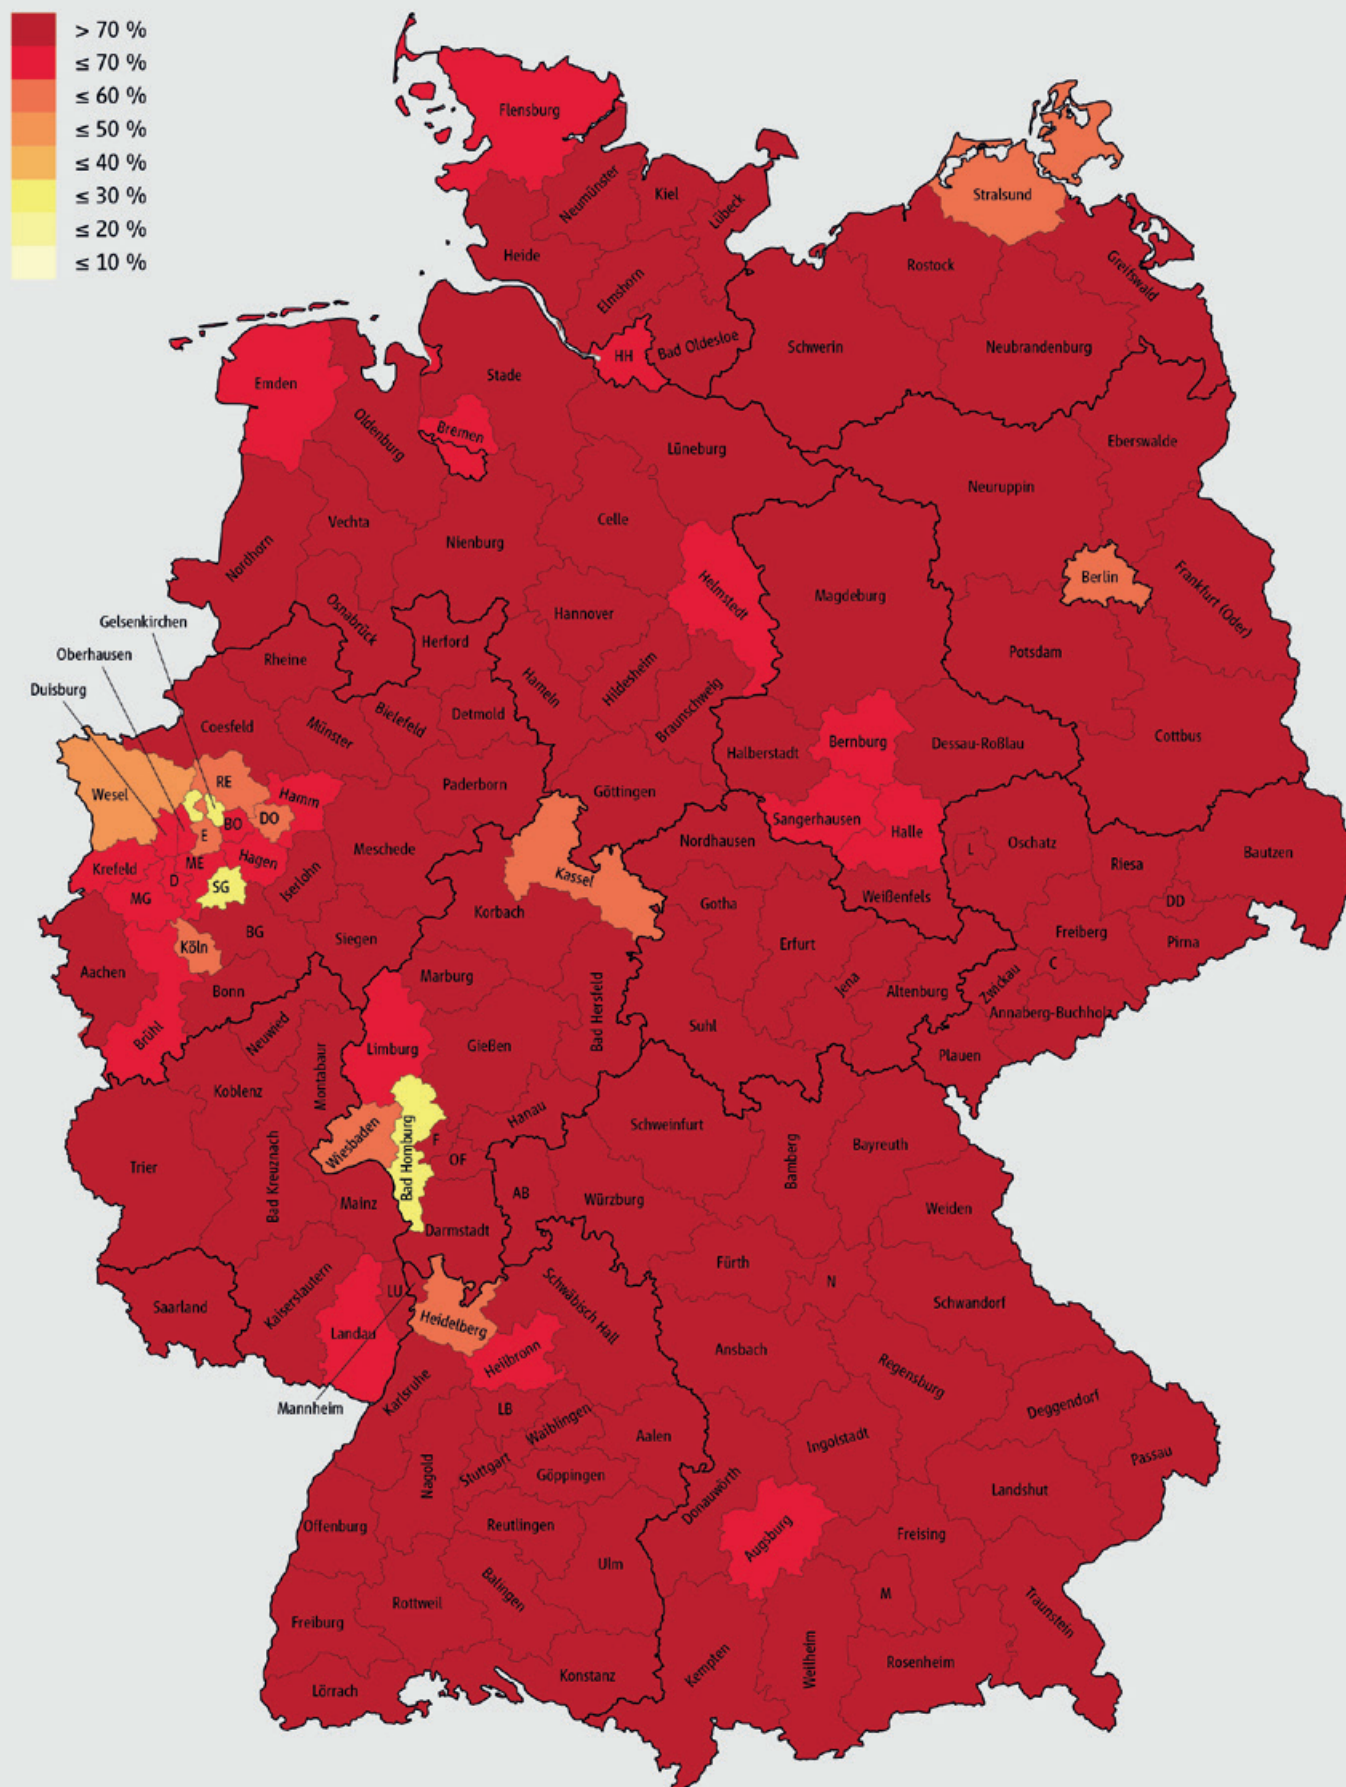 > 70 %
≤ 70 %
≤ 60 %
≤ 50 %
≤ 40 %
≤ 30 %
≤ 20 %
≤ 10 %
Flensburg
Neumünster
Kiel
Lübeck
Stralsund
Heide
Elmshorn
Rostock
Greifswald
HH
Bad Oldesloe
Schwerin
Neubrandenburg
Emden
Stade
Oldenburg
Bremen
Lüneburg
Eberswalde
Neuruppin
Vechta
Celle
Nordhorn
Nienburg
Helmstedt
Magdeburg
Berlin
Frankfurt (Oder)
Osnabrück
Hannover
Gelsenkirchen
Herford
Potsdam
Oberhausen
Rheine
Hameln
Hildesheim
Duisburg
Braunschweig
Coesfeld
Münster
Bielefeld
Detmold
Halberstadt
Bernburg
Dessau-Roßlau
Cottbus
Wesel
RE
Hamm
Paderborn
Göttingen
E
BO
DO
Sangerhausen
Halle
Nordhausen
L
Oschatz
Riesa
Bautzen
Krefeld
ME
Hagen
Meschede
D
SG
Iserlohn
Kassel
MG
Korbach
Gotha
Weißenfels
DD
Köln
BG
Siegen
Erfurt
Freiberg
Pirna
Aachen
Bonn
Marburg
Bad Hersfeld
Jena
Altenburg
Zwickau
C
Annaberg-Buchholz
Brühl
Neuwied
Limburg
Gießen
Suhl
Plauen
Koblenz
Montabaur
Hanau
Schweinfurt
Trier
Bad Kreuznach
Wiesbaden
Bad Homburg
F
OF
Bamberg
Bayreuth
Mainz
AB
Würzburg
Weiden
Darmstadt
Fürth
N
Saarland
Kaiserslautern
LU
Schwäbisch Hall
Schwandorf
Landau
Heidelberg
Heilbronn
Ansbach
Regensburg
Mannheim
Karlsruhe
LB
Waiblingen
Aalen
Ingolstadt
Deggendorf
Passau
Nagold
Stuttgart
Göppingen
Donauwörth
Landshut
Offenburg
Reutlingen
Augsburg
Freising
Ulm
Rottweil
Balingen
M
Traunstein
Freiburg
Kempten
Weilheim
Rosenheim
Lörrach
Konstanz